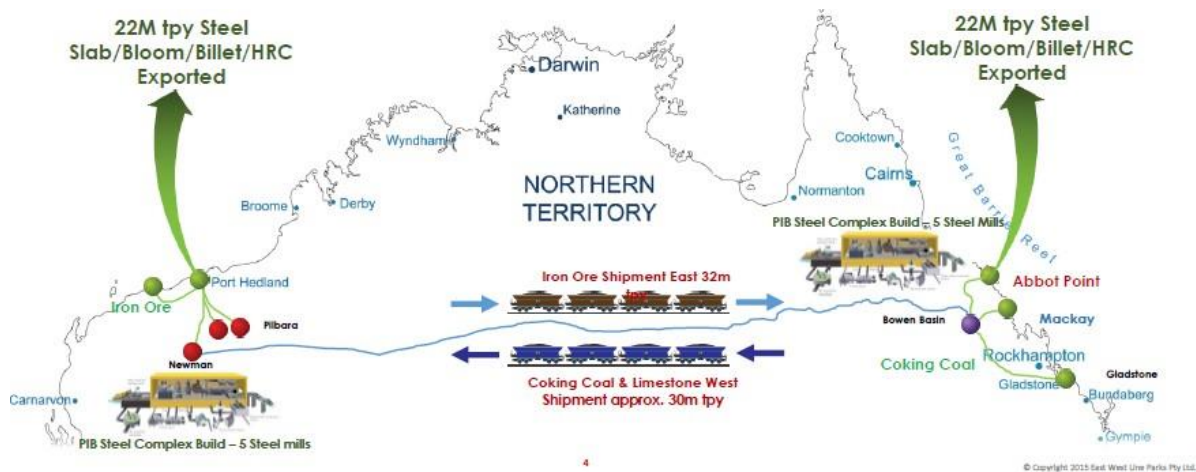 22M tpy Steel
Slab/Bloom/Billet/HRC
Exported
22M tpy Steel
Slab/Bloom/Billet/HRC
Exported
Darwin
Katherine
Wyndham
Cooktown
Cairns
Great Barrier Reef
NORTHERN
TERRITORY
Normanton
Broome
Derby
PIB Steel Complex Build – 5 Steel Mills
Port Hedland
Iron Ore
Iron Ore Shipment East 32m
tpy
Abbot Point
Pilbara
Bowen Basin
Mackay
Newman
Coking Coal
Rockhampton
Gladstone
Gladstone
Coking Coal & Limestone West
Shipment approx. 30m tpy
Carnarvon
Bundaberg
PIB Steel Complex Build – 5 Steel mills
Gympie
4
© Copyright 2015 East West Line Parks Pty Ltd.